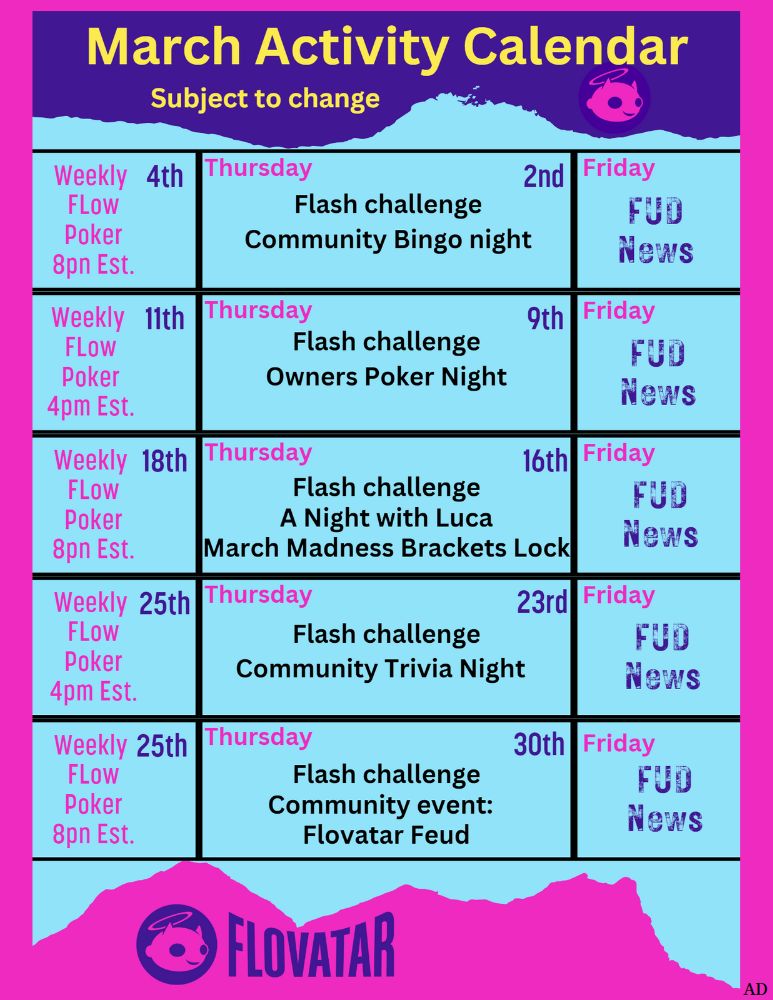 March Activity Calendar
Subject to change
Weekly 4th
FLow
Poker
8pn Est.
Thursday 2nd
Flash challenge
Community Bingo night
Friday
FUD
News
Weekly 11th
FLow
Poker
4pm Est.
Thursday 9th
Flash challenge
Owners Poker Night
Friday
FUD
News
Weekly 18th
FLow
Poker
8pn Est.
Thursday 16th
Flash challenge
A Night with Luca
March Madness Brackets Lock
Friday
FUD
News
Weekly 25th
FLow
Poker
4pm Est.
Thursday 23rd
Flash challenge
Community Trivia Night
Friday
FUD
News
Weekly 25th
FLow
Poker
8pn Est.
Thursday 30th
Flash challenge
Community event:
Flovatar Feud
Friday
FUD
News
FLOVATAR
AD